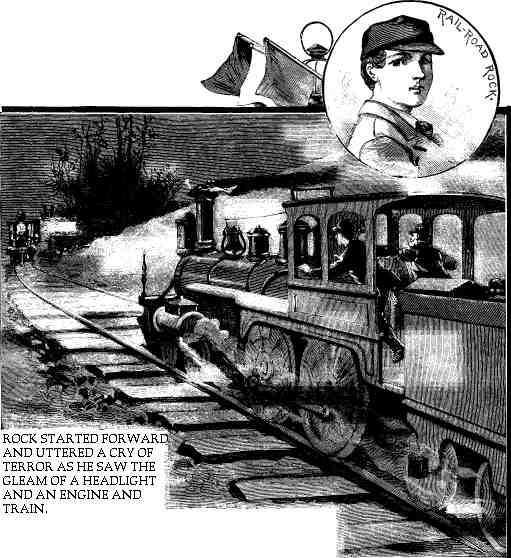 RAIL-ROAD ROCK.
ROCK STARTED FORWARD
AND UTTERED A CRY OF
TERROR AS HE SAW THE
GLEAM OF A HEADLIGHT
AND AN ENGINE AND
TRAIN.